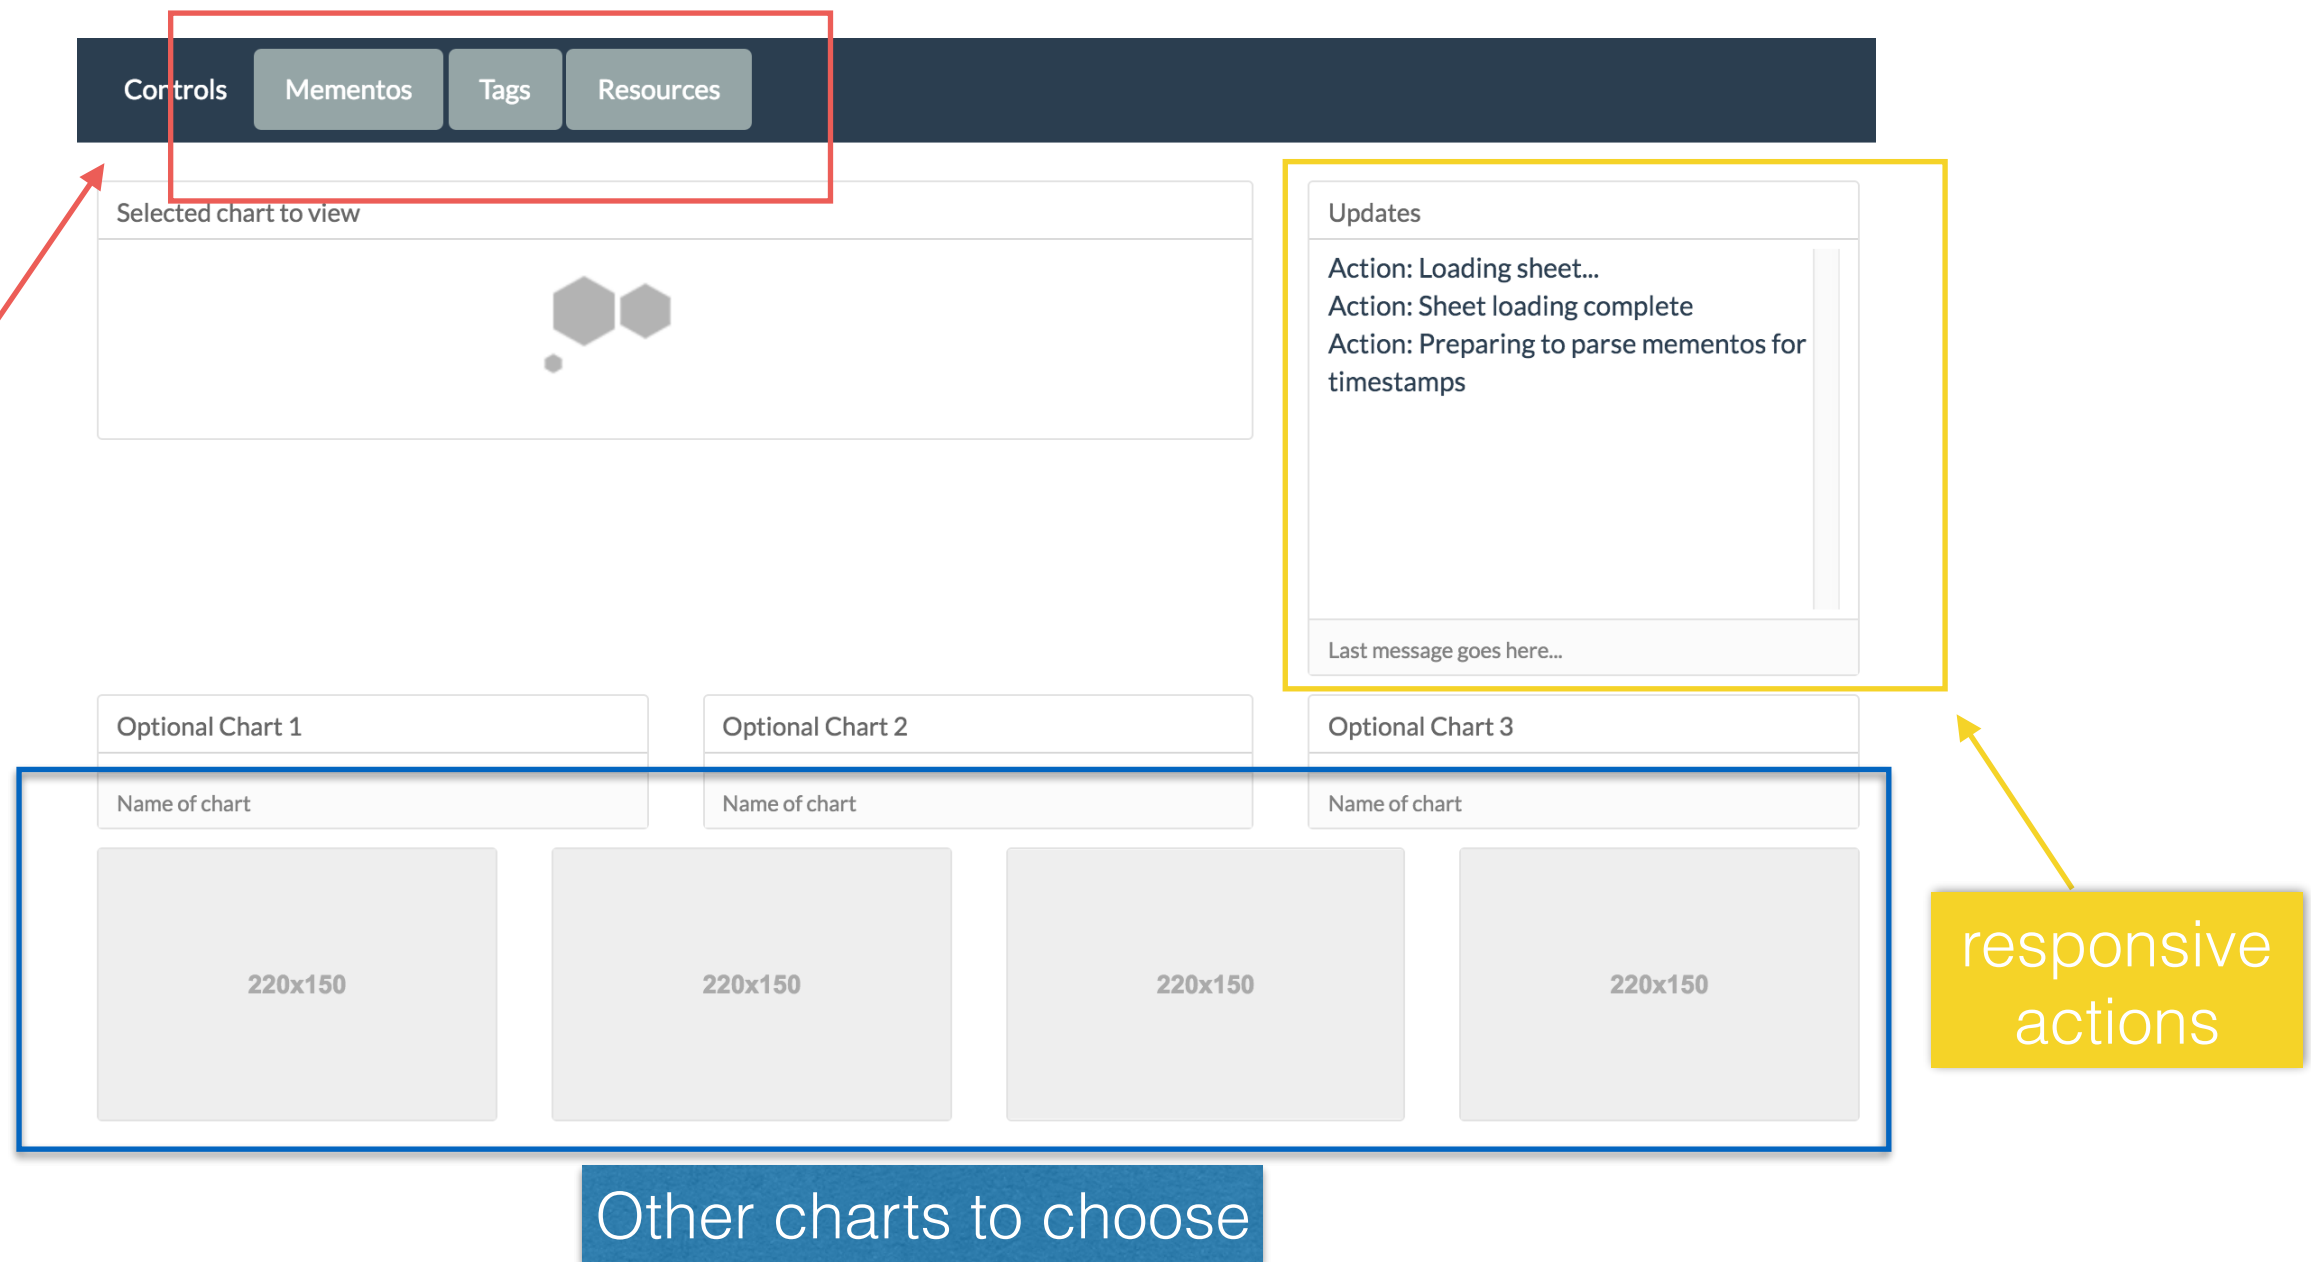 Controls Mementos Tags Resources
Selected chart to view
Updates
Action: Loading sheet...
Action: Sheet loading complete
Action: Preparing to parse mementos for
timestamps
Last message goes here...
Optional Chart 1
Name of chart
Optional Chart 2
Name of chart
Optional Chart 3
Name of chart
220x150
220x150
220x150
220x150
responsive
actions
Other charts to choose